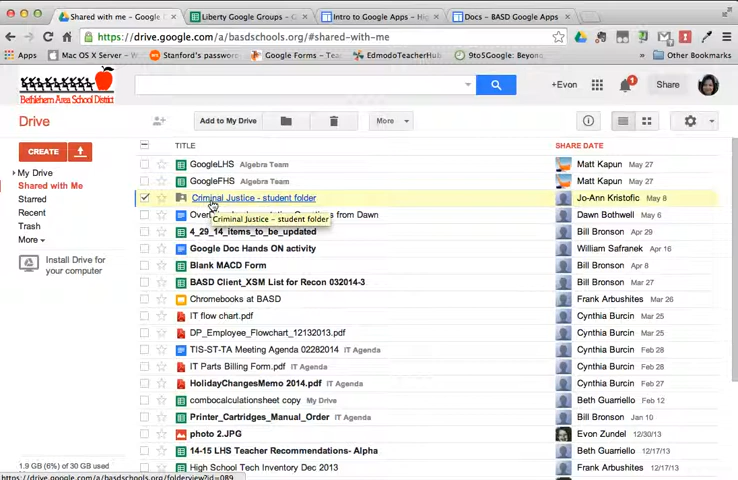 Shared with me - Google
Liberty Google Groups -
Intro to Google Apps - Hig
Docs - BASD Google Apps
https://drive.google.com/a/basdschools.org/#shared-with-me
Apps Mac OS X Server - W Stanford's password Google Forms - Tea EdmodoTeacherHub 9to5Google: Beyond Other Bookmarks
Bethlehem Area School District
+Evon 1 Share
Drive Add to My Drive More
CREATE TITLE SHARE DATE
My Drive
Shared with Me
Starred
Recent
Trash
More
Install Drive for
your computer
GoogleLHS Algebra Team Matt Kapun May 27
GoogleFHS Algebra Team Matt Kapun May 27
Criminal Justice - student folder Jo-Ann Kristofic May 8
from Dawn Dawn Bothwell May 6
Criminal Justice - student folder
4_29_14_items_to_be_updated Bill Bronson Apr 29
Google Doc Hands ON activity William Safranek Apr 16
Blank MACD Form Bill Bronson Apr 8
BASD Client_XSM List for Recon 032014-3 Bill Bronson Mar 26
Chromebooks at BASD Frank Arbushites Mar 26
IT flow chart.pdf Cynthia Burcin Mar 25
DP_Employee_Flowchart_12132013.pdf Cynthia Burcin Mar 25
TIS-ST-TA Meeting Agenda 02282014 IT Agenda Cynthia Burcin Feb 28
IT Parts Billing Form.pdf IT Agenda Cynthia Burcin Feb 28
HolidayChangesMemo 2014.pdf IT Agenda Cynthia Burcin Feb 28
combocalculationsheet copy My Drive Beth Guarriello Feb 12
Printer_Cartridges_Manual_Order Bill Bronson Jan 10
photo 2.JPG Evon Zundel 12/30/13
14-15 LHS Teacher Recommendations- Alpha Beth Guarriello 12/17/13
High School Tech Inventory Dec 2013 Frank Arbushites 12/17/13
1.9 GB (6%) of 30 GB used
https://drive.google.com/a/basdschools.org/folderview?id=0B9